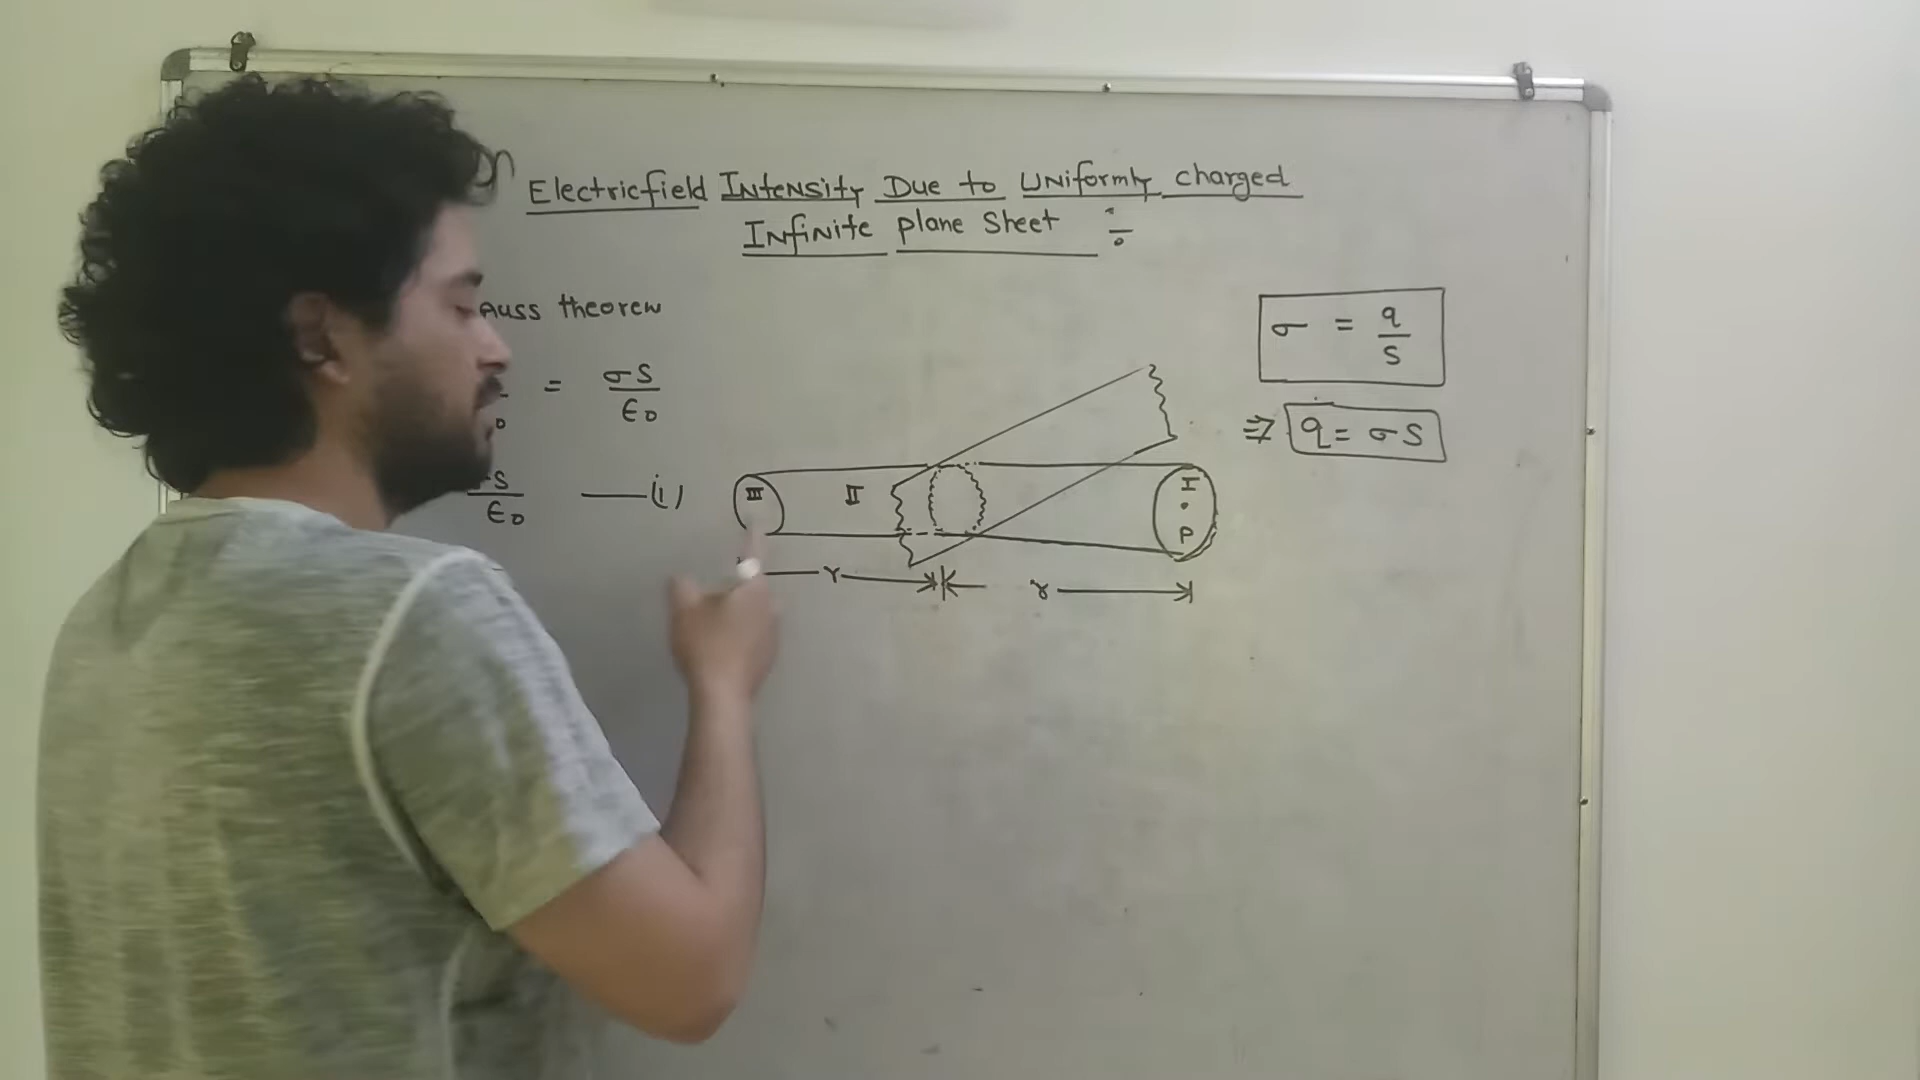 Electricfield Intensity Due to Uniformly charged
Infinite plane Sheet ÷
auss theorem
= σS/ε0
S/ε0 ——(i)
σ = q/S
⇒ q = σS
III II I
P
r r